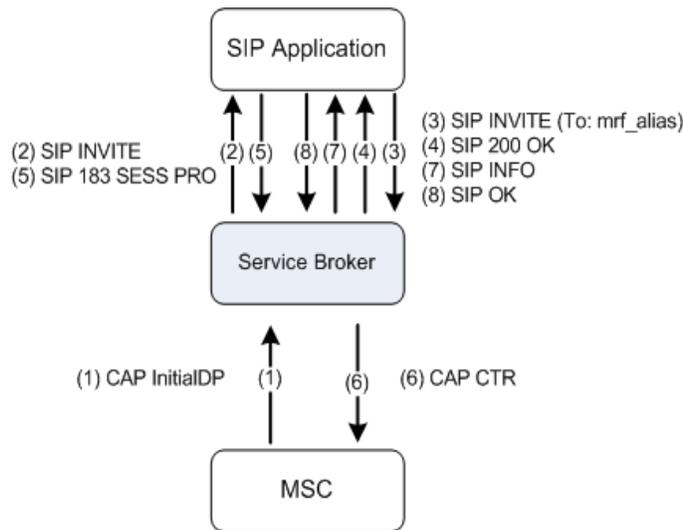 SIP Application
(2) SIP INVITE
(5) SIP 183 SESS PRO
(2) (5) (8) (7) (4) (3)
(3) SIP INVITE (To: mrf_alias)
(4) SIP 200 OK
(7) SIP INFO
(8) SIP OK
Service Broker
(1) CAP InitialDP
(1)
(6)
(6) CAP CTR
MSC